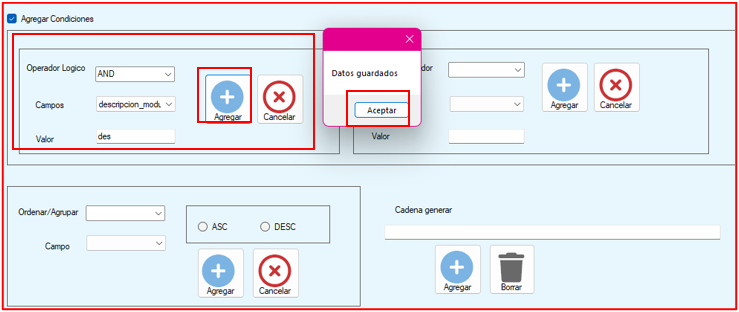 Agregar Condiciones
Operador Logico
AND
Campos
descripcion_modu
Valor
des
Agregar
Cancelar
Datos guardados
Aceptar
dor
Valor
Agregar
Cancelar
Ordenar/Agrupar
Campo
ASC
DESC
Agregar
Cancelar
Cadena generar
Agregar
Borrar